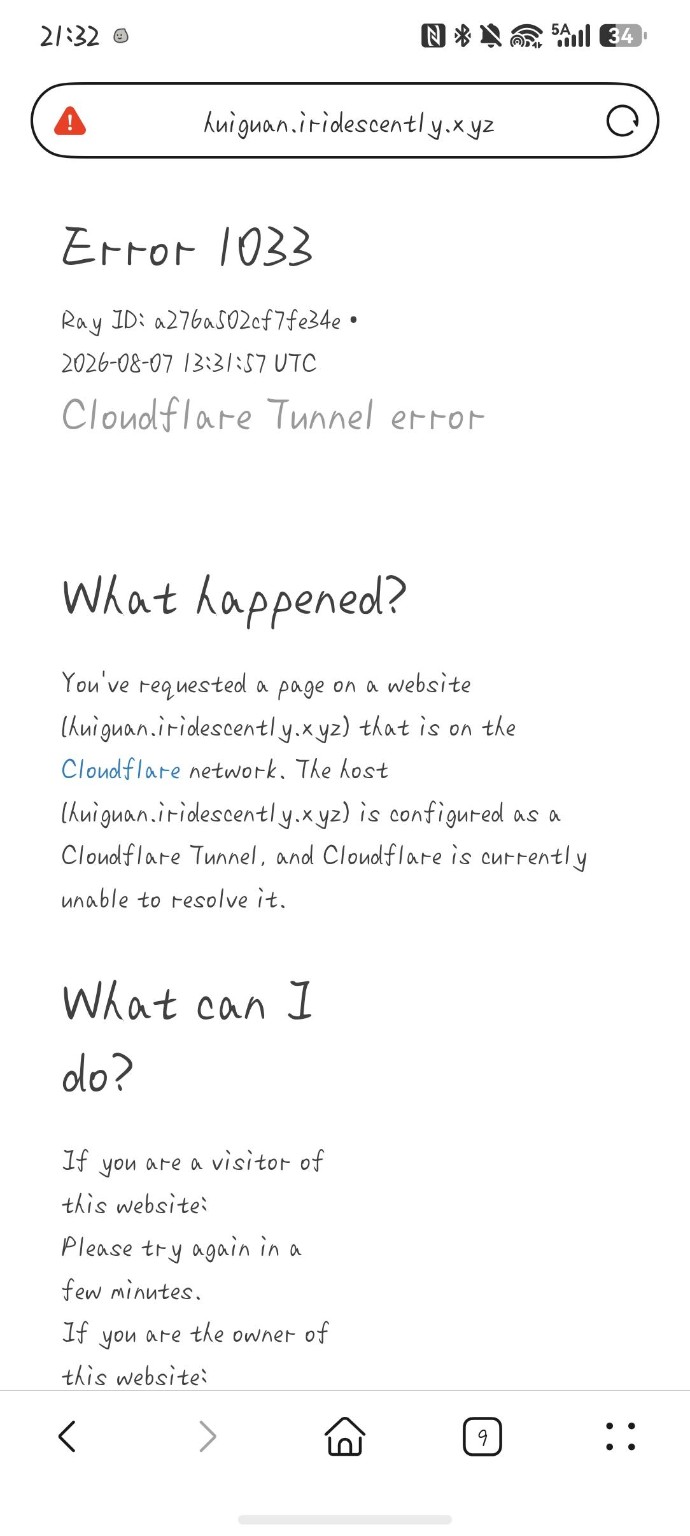 21:32
5A
34
huiguan.iridescently.xyz
Error 1033
Ray ID: a276a502cf7fe34e •
2026-08-07 13:31:57 UTC
Cloudflare Tunnel error
What happened?
You've requested a page on a website
(huiguan.iridescently.xyz) that is on the
Cloudflare network. The host
(huiguan.iridescently.xyz) is configured as a
Cloudflare Tunnel, and Cloudflare is currently
unable to resolve it.
What can I
do?
If you are a visitor of
this website:
Please try again in a
few minutes.
If you are the owner of
this website:
9